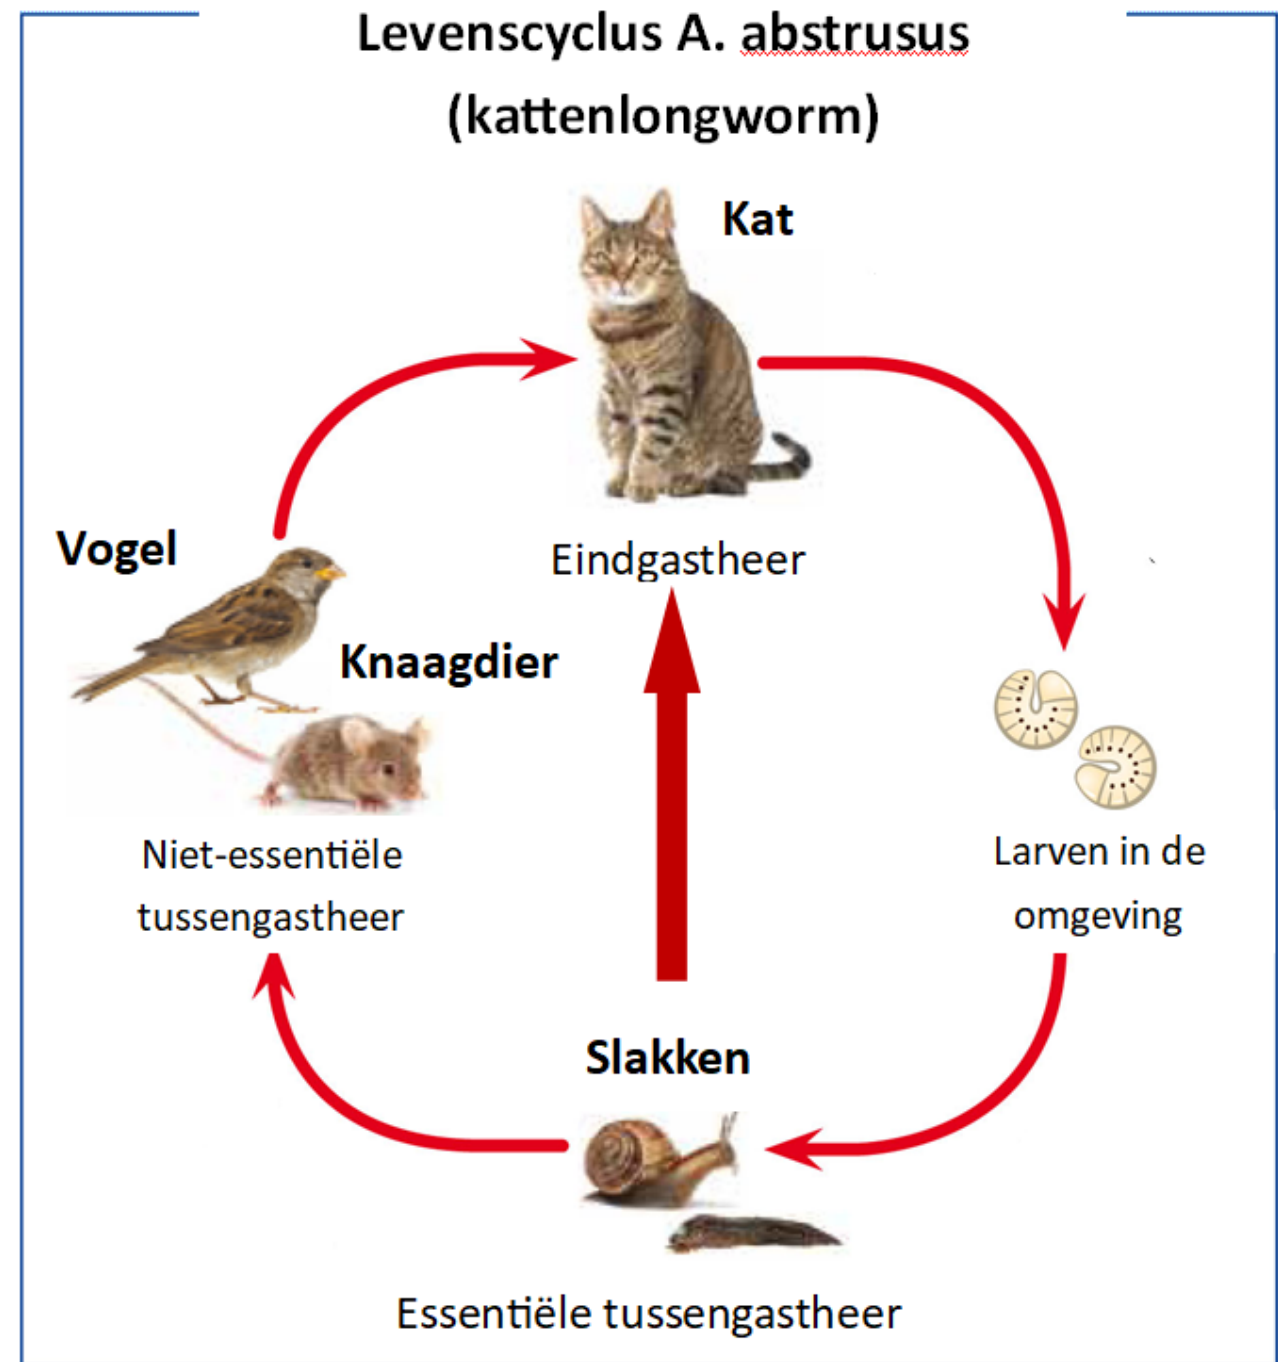 Levenscyclus A. abstrusus
(kattenlongworm)
Kat
Eindgastheer
Vogel
Knaagdier
Niet-essentiële
tussengastheer
Larven in de
omgeving
Slakken
Essentiële tussengastheer